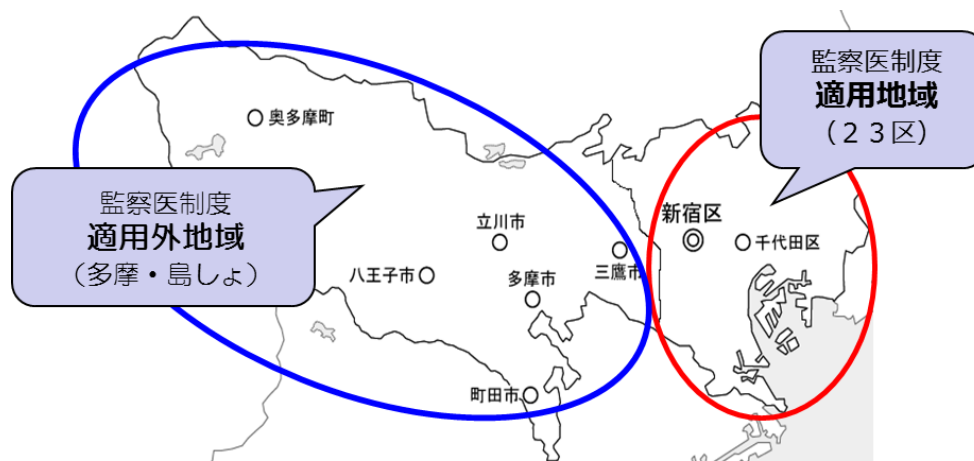 監察医制度
適用地域
（２３区）
奥多摩町
監察医制度
適用外地域
（多摩・島しょ）
立川市
新宿区
千代田区
三鷹市
八王子市
多摩市
町田市